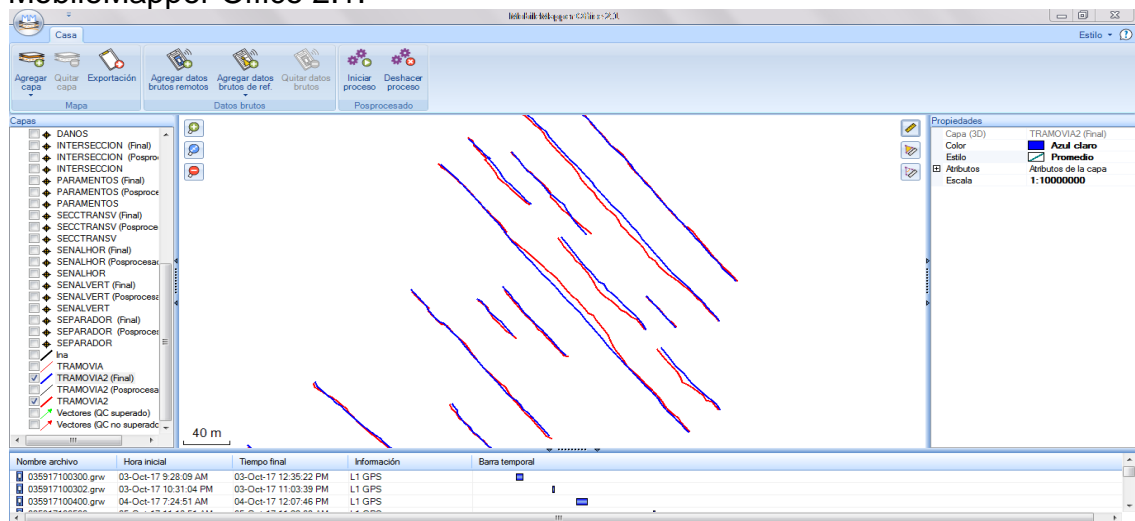 MobileMapper Office 2.1.
MobileMapper Office 2.0
Casa
Estilo
Agregar capa
Quitar capa
Exportación
Agregar datos brutos remotos
Agregar datos brutos de ref.
Quitar datos brutos
Iniciar proceso
Deshacer proceso
Mapa
Datos brutos
Posprocesado
Capas
DANOS
INTERSECCION (Final)
INTERSECCION (Pospro
INTERSECCION
PARAMENTOS (Final)
PARAMENTOS (Posproce
PARAMENTOS
SECCTRANSV (Final)
SECCTRANSV (Posproce
SECCTRANSV
SENALHOR (Final)
SENALHOR (Posprocesac
SENALHOR
SENALVERT (Final)
SENALVERT (Posprocesa
SENALVERT
SEPARADOR (Final)
SEPARADOR (Posproces
SEPARADOR
lna
TRAMOVIA
TRAMOVIA2 (Final)
TRAMOVIA2 (Posprocesa
TRAMOVIA2
Vectores (QC superado)
Vectores (QC no superado
40 m
Propiedades
Capa (3D) TRAMOVIA2 (Final)
Color Azul claro
Estilo Promedio
Atributos Atributos de la capa
Escala 1:10000000
Nombre archivo Hora inicial Tiempo final Información Barra temporal
035917100300.grw 03-Oct-17 9:28:09 AM 03-Oct-17 12:35:22 PM L1 GPS
035917100302.grw 03-Oct-17 10:31:04 PM 03-Oct-17 11:03:39 PM L1 GPS
035917100400.grw 04-Oct-17 7:24:51 AM 04-Oct-17 12:07:46 PM L1 GPS